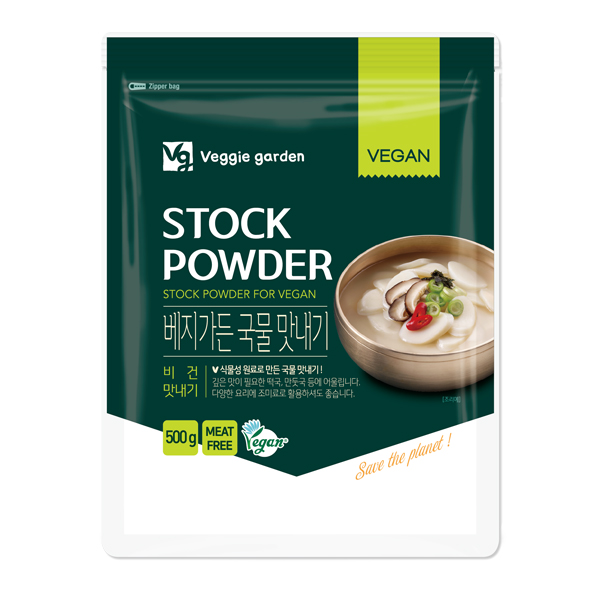 Zipper bag
VEGAN
Vg Veggie garden
STOCK
POWDER
STOCK POWDER FOR VEGAN
베지가든 국물 맛내기
비건
맛내기
식물성 원료로 만든 국물 맛내기!
깊은 맛이 필요한 떡국, 만둣국 등에 어울립니다.
다양한 요리에 조미료로 활용하셔도 좋습니다.
[조리예]
500g
MEAT
FREE
Vegan
Save the planet !